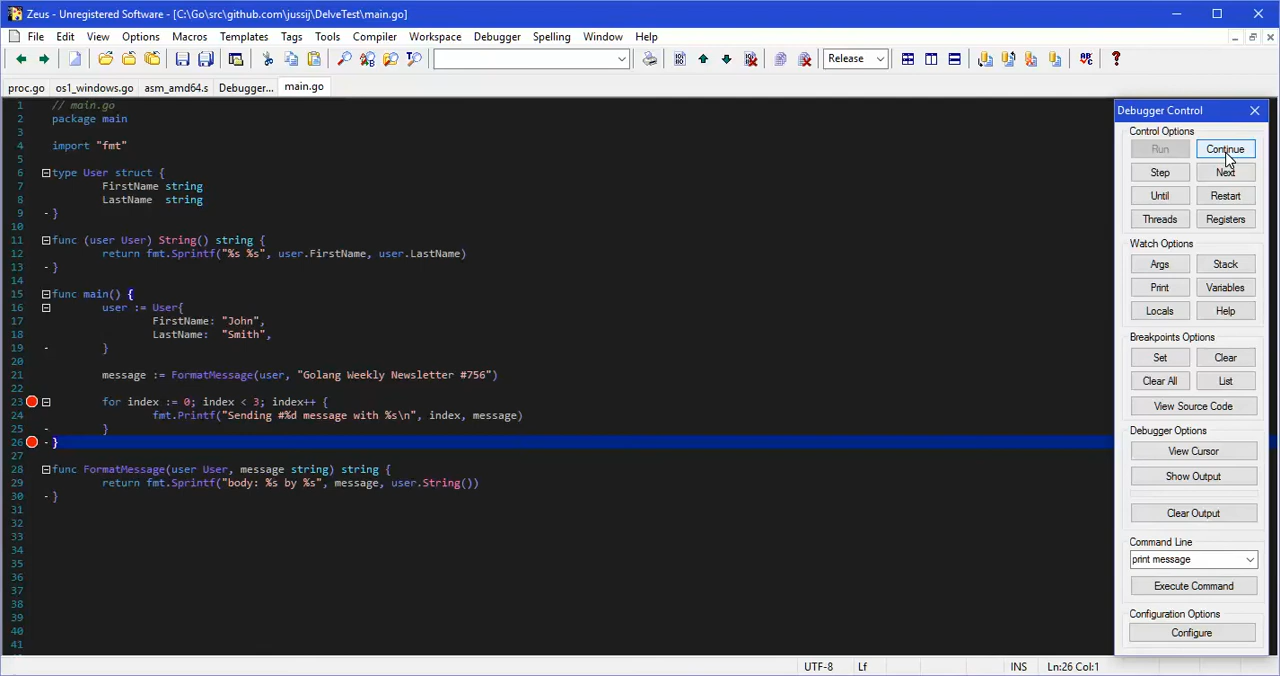 Zeus - Unregistered Software - [C:\Go\src\github.com\jussij\DelveTest\main.go]
File Edit View Options Macros Templates Tags Tools Compiler Workspace Debugger Spelling Window Help
Release
proc.go os1_windows.go asm_amd64.s Debugger... main.go
1 // main.go
2 package main
3
4 import "fmt"
5
6 type User struct {
7 FirstName string
8 LastName string
9 }
10
11 func (user User) String() string {
12 return fmt.Sprintf("%s %s", user.FirstName, user.LastName)
13 }
14
15 func main() {
16 user := User{
17 FirstName: "John",
18 LastName: "Smith",
19 }
20
21 message := FormatMessage(user, "Golang Weekly Newsletter #756")
22
23 for index := 0; index < 3; index++ {
24 fmt.Printf("Sending #%d message with %s\n", index, message)
25 }
26 }
27
28 func FormatMessage(user User, message string) string {
29 return fmt.Sprintf("body: %s by %s", message, user.String())
30 }
31
32
33
34
35
36
37
38
39
40
41
Debugger Control
Control Options
Run Continue
Step Next
Until Restart
Threads Registers
Watch Options
Args Stack
Print Variables
Locals Help
Breakpoints Options
Set Clear
Clear All List
View Source Code
Debugger Options
View Cursor
Show Output
Clear Output
Command Line
print message
Execute Command
Configuration Options
Configure
UTF-8 Lf INS Ln:26 Col:1